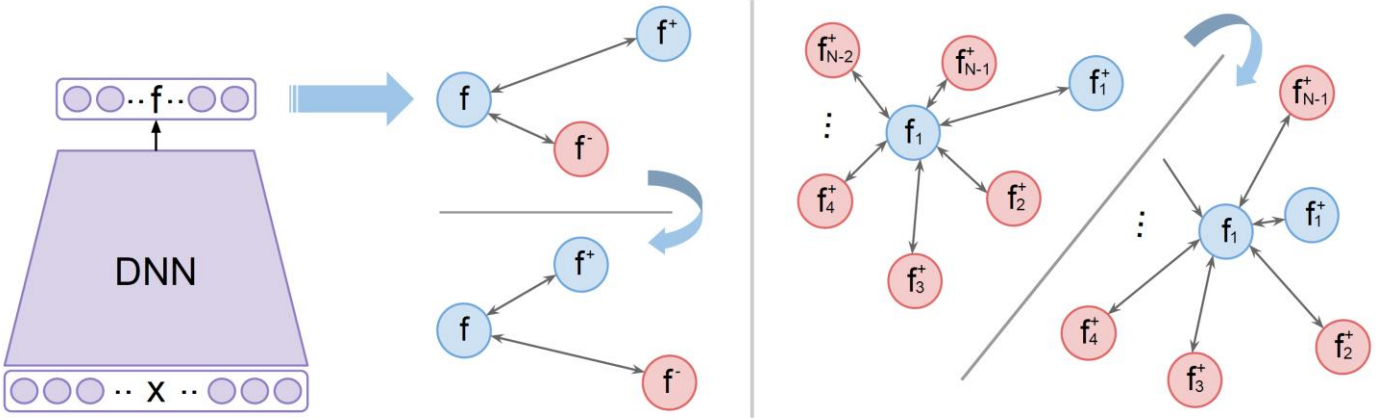 ·· f ··
DNN
·· x ··
f⁺
f
f⁻
f⁺
f
f⁻
f⁺N-2
f⁺N-1
f⁺1
f1
⋮
f⁺4
f⁺2
f⁺3
f⁺N-1
f⁺1
f1
⋮
f⁺4
f⁺2
f⁺3